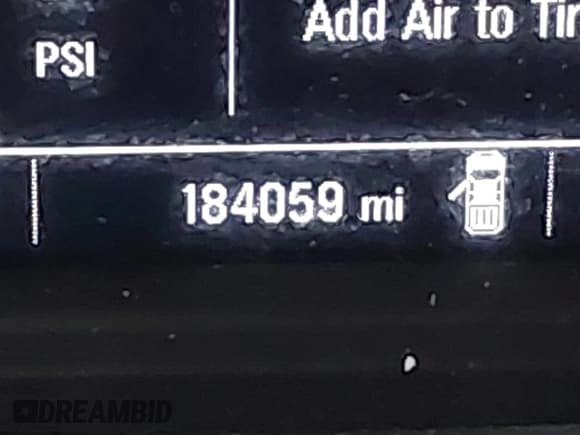 Add Air to Tir
PSI
184059 mi
DREAMBID